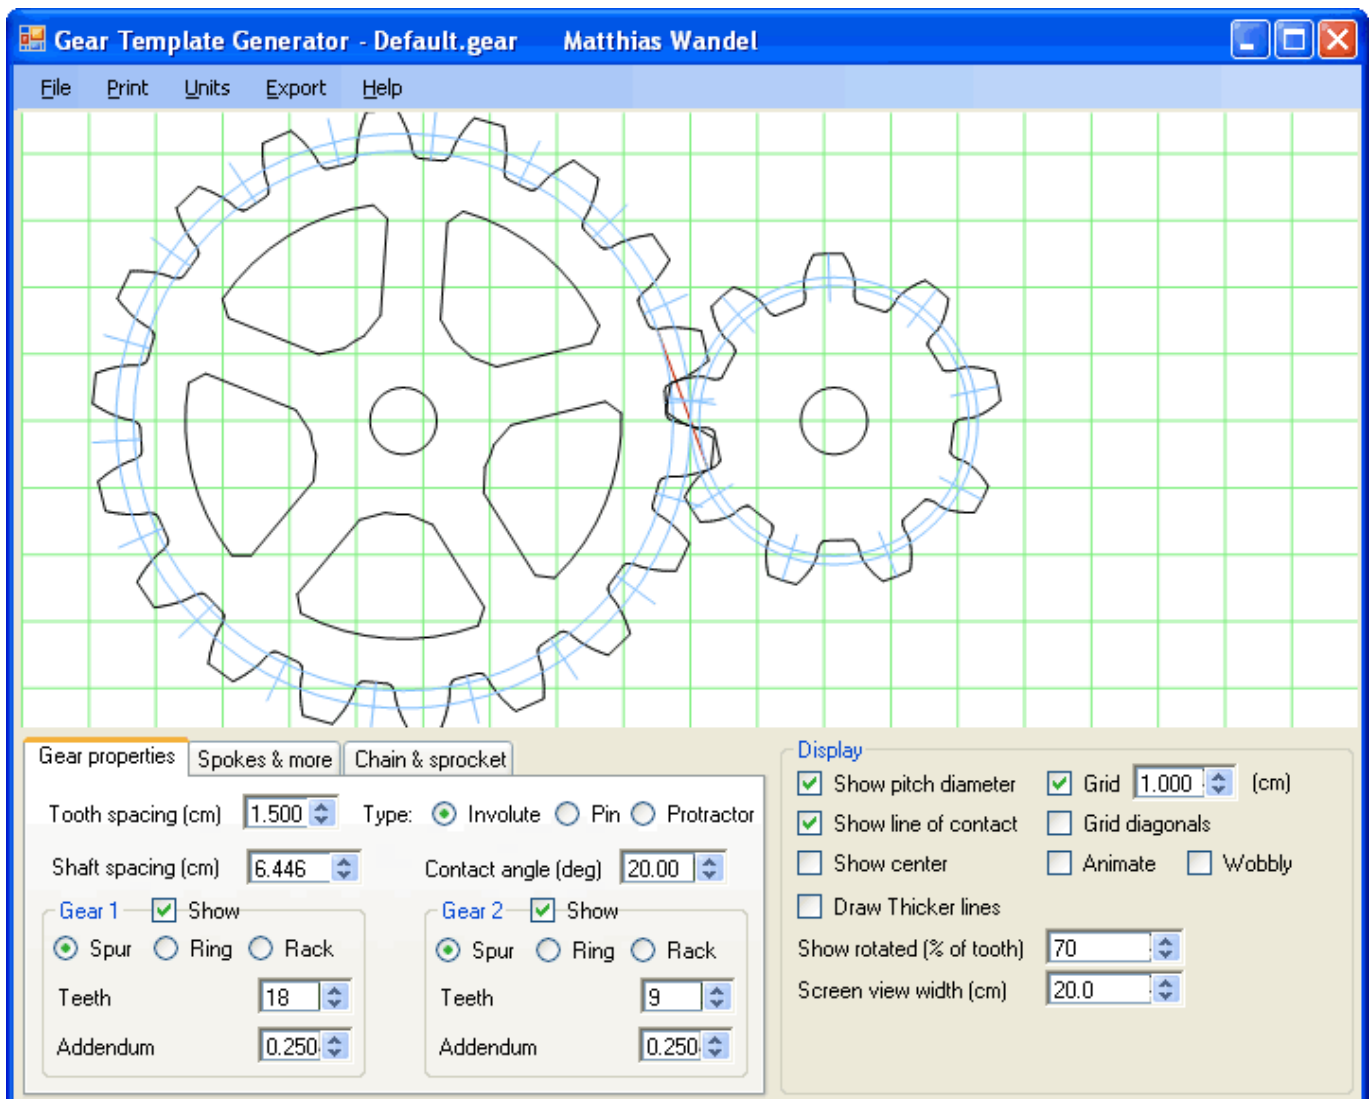 Gear Template Generator - Default.gear Matthias Wandel
File Print Units Export Help
Gear properties Spokes & more Chain & sprocket
Tooth spacing (cm) 1.500 Type: Involute Pin Protractor
Shaft spacing (cm) 6.446 Contact angle (deg) 20.00
Gear 1 Show
Spur Ring Rack
Teeth 18
Addendum 0.250
Gear 2 Show
Spur Ring Rack
Teeth 9
Addendum 0.250
Display
Show pitch diameter Grid 1.000 (cm)
Show line of contact Grid diagonals
Show center Animate Wobbly
Draw Thicker lines
Show rotated (% of tooth) 70
Screen view width (cm) 20.0